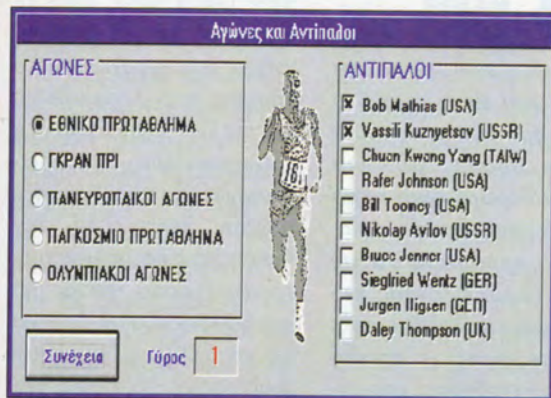 Αγώνες και Αντίπαλοι
ΑΓΩΝΕΣ
ΕΘΝΙΚΟ ΠΡΩΤΑΘΛΗΜΑ
ΓΚΡΑΝ ΠΡΙ
ΠΑΝΕΥΡΩΠΑΙΚΟΙ ΑΓΩΝΕΣ
ΠΑΓΚΟΣΜΙΟ ΠΡΩΤΑΘΛΗΜΑ
ΟΛΥΜΠΙΑΚΟΙ ΑΓΩΝΕΣ
Συνέχεια
Γύρος 1
161
ΑΝΤΙΠΑΛΟΙ
Bob Mathias (USA)
Vassili Kuznyetsov (USSR)
Chuan Kwong Yang (TAIW)
Rafer Johnson (USA)
Bill Toomey (USA)
Nikolay Avilov (USSR)
Bruce Jenner (USA)
Siegfried Wentz (GER)
Jurgen (GER)
Daley Thompson (UK)